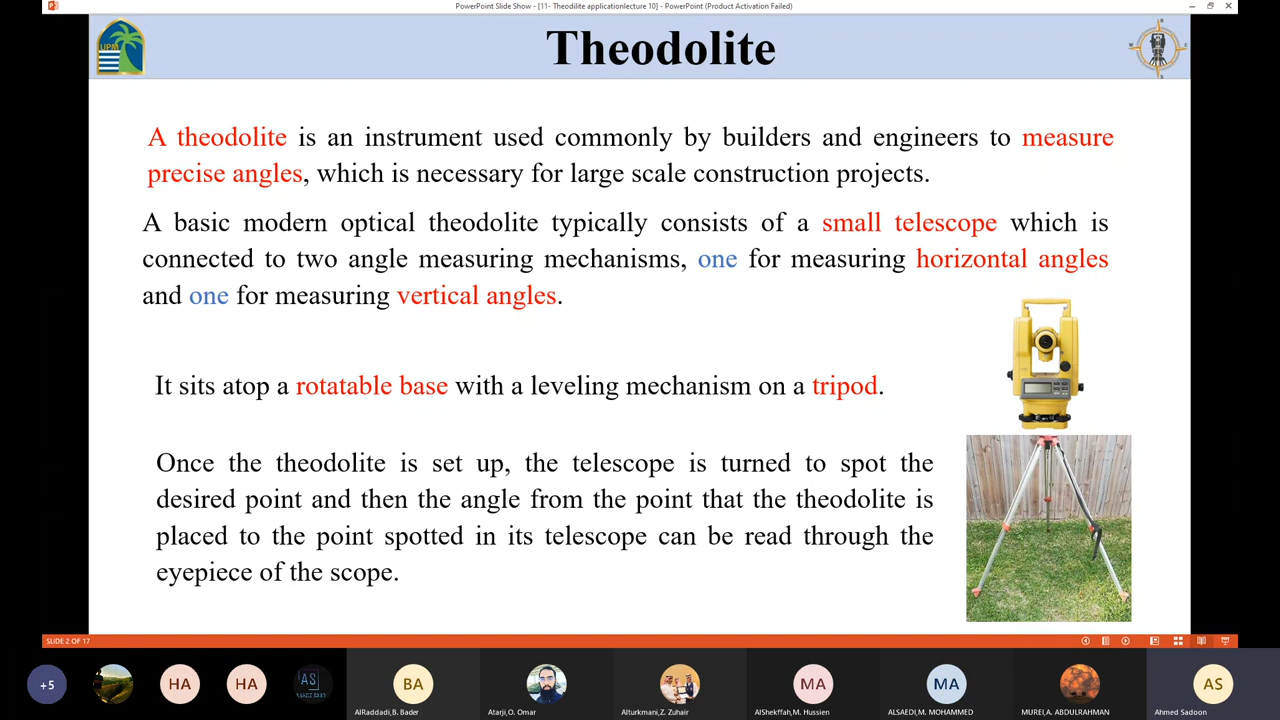 PowerPoint Slide Show - [11- Theodilite applicationlecture 10] - PowerPoint (Product Activation Failed)
UPM
Theodolite
A theodolite is an instrument used commonly by builders and engineers to measure
precise angles, which is necessary for large scale construction projects.
A basic modern optical theodolite typically consists of a small telescope which is
connected to two angle measuring mechanisms, one for measuring horizontal angles
and one for measuring vertical angles.
It sits atop a rotatable base with a leveling mechanism on a tripod.
Once the theodolite is set up, the telescope is turned to spot the
desired point and then the angle from the point that the theodolite is
placed to the point spotted in its telescope can be read through the
eyepiece of the scope.
SLIDE 2 OF 17
+5
HA
HA
AS
BA
MA
MA
AS
AlRaddadi,B. Bader
Atarji,O. Omar
Alturkmani,Z. Zuhair
AlShekffah,M. Hussien
ALSAEDI,M. MOHAMMED
MUREI,A. ABDULRAHMAN
Ahmed Sadoon